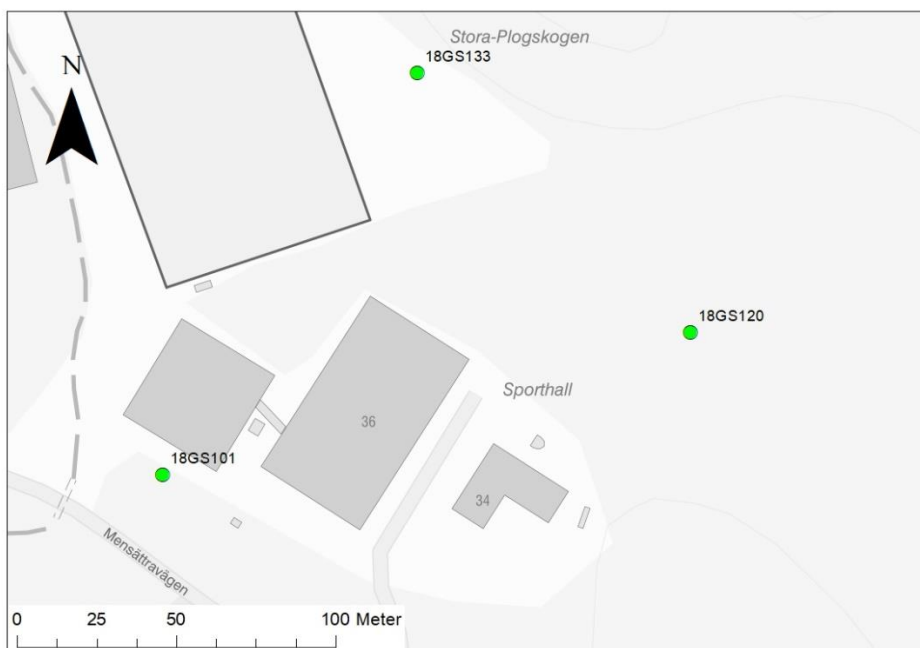 Stora-Plogskogen
18GS133
N
18GS120
Sporthall
36
18GS101
34
Mensättravägen
0 25 50 100 Meter